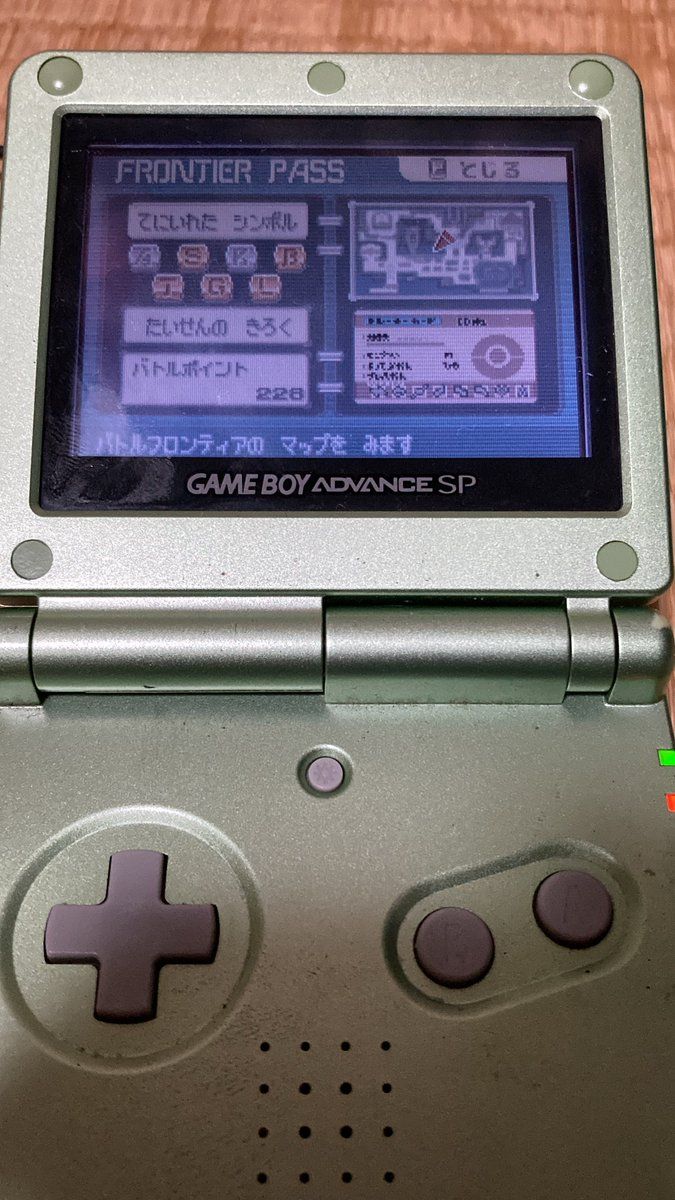 FRONTIER PASS
とじる
てにいれた シンボル
A S K B
T G L
たいせんの きろく
バトルポイント
228
バトルフロンティアの マップを みます
GAME BOY ADVANCE SP